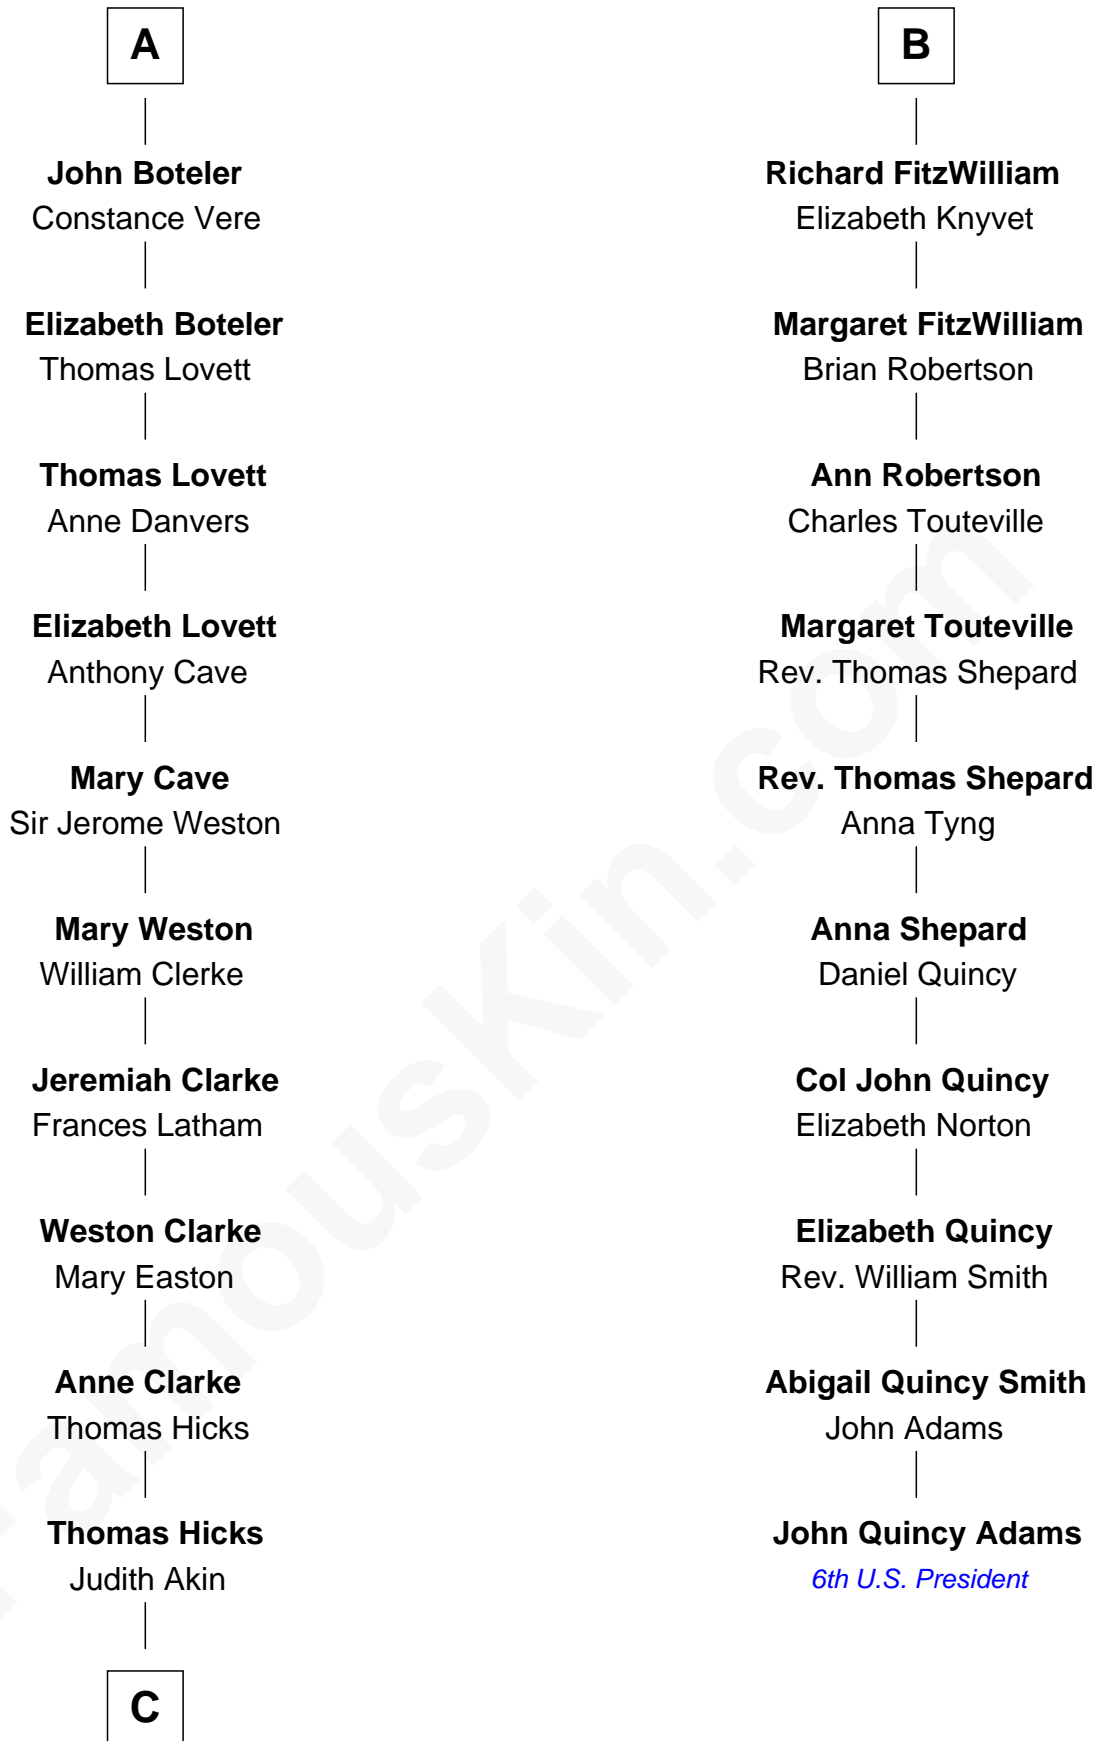 A
John Boteler
Constance Vere
Elizabeth Boteler
Thomas Lovett
Thomas Lovett
Anne Danvers
Elizabeth Lovett
Anthony Cave
Mary Cave
Sir Jerome Weston
Mary Weston
William Clerke
Jeremiah Clarke
Frances Latham
Weston Clarke
Mary Easton
Anne Clarke
Thomas Hicks
Thomas Hicks
Judith Akin
C
B
Richard FitzWilliam
Elizabeth Knyvet
Margaret FitzWilliam
Brian Robertson
Ann Robertson
Charles Touteville
Margaret Touteville
Rev. Thomas Shepard
Rev. Thomas Shepard
Anna Tyng
Anna Shepard
Daniel Quincy
Col John Quincy
Elizabeth Norton
Elizabeth Quincy
Rev. William Smith
Abigail Quincy Smith
John Adams
John Quincy Adams
6th U.S. President
FamousKin.com